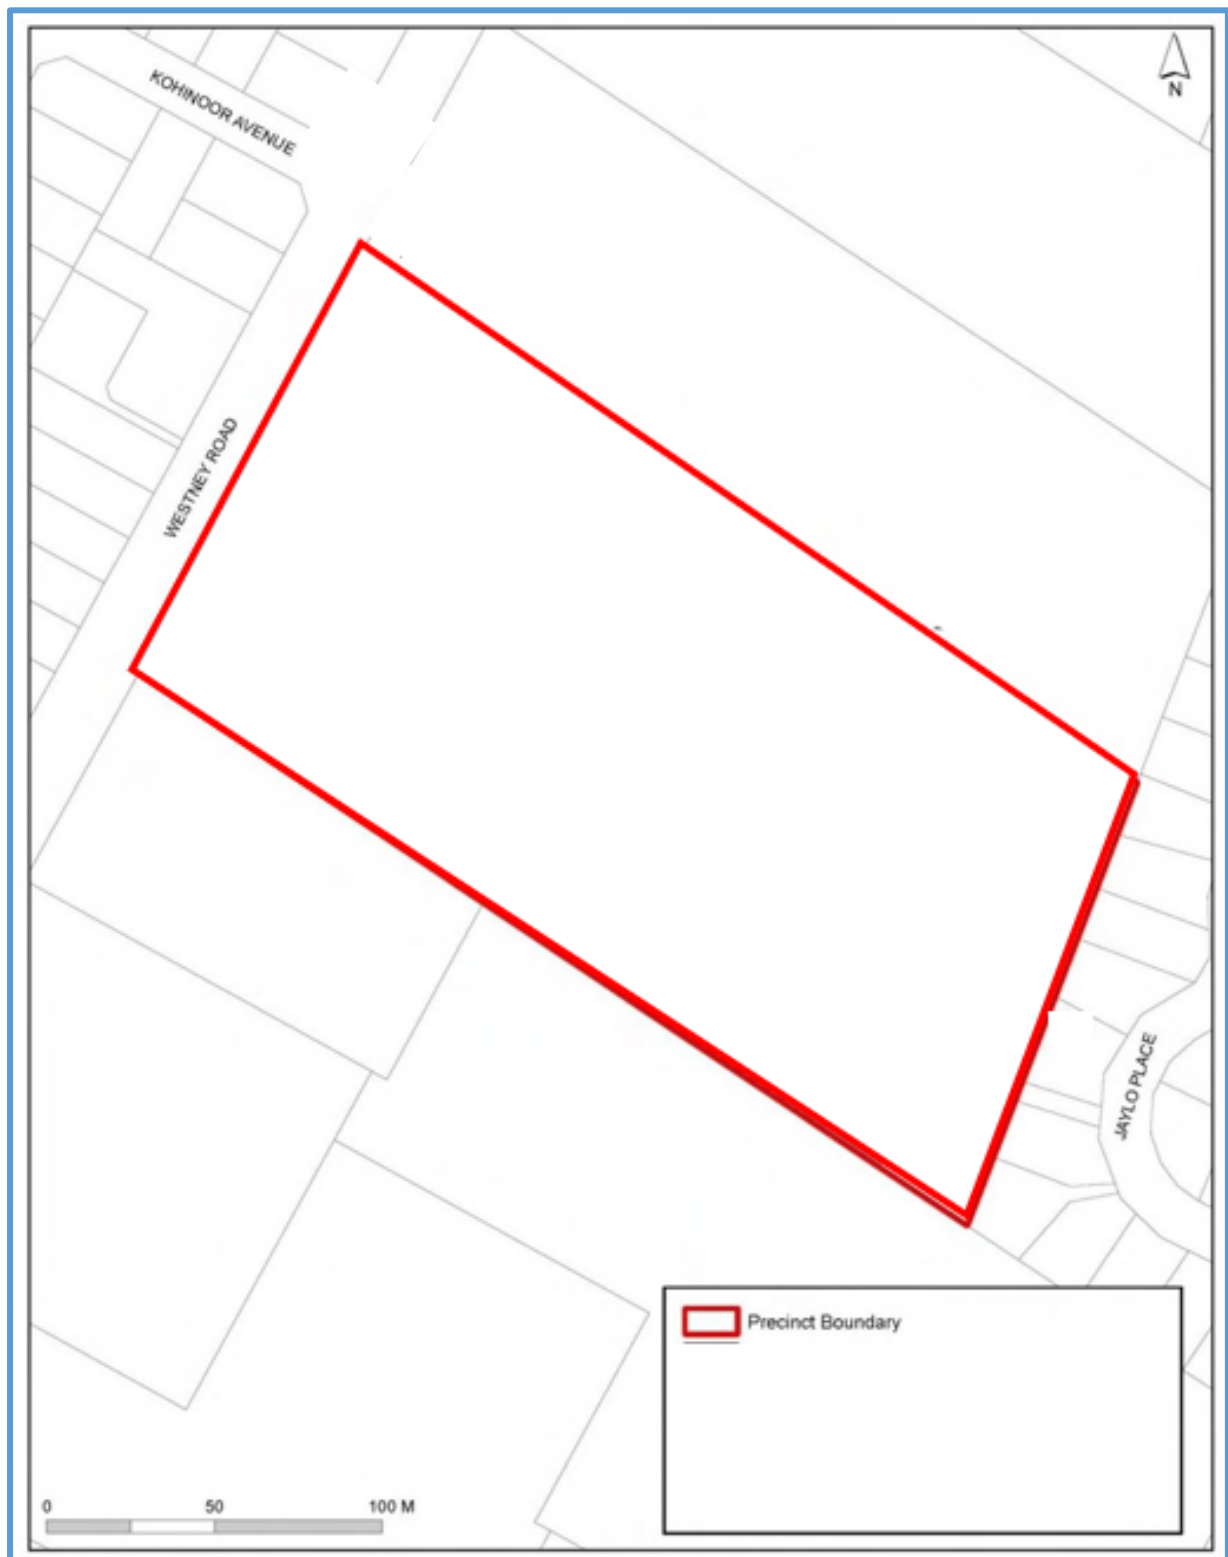 N
KOHINOOR AVENUE
WESTNEY ROAD
JAYLO PLACE
Precinct Boundary
0 50 100 M